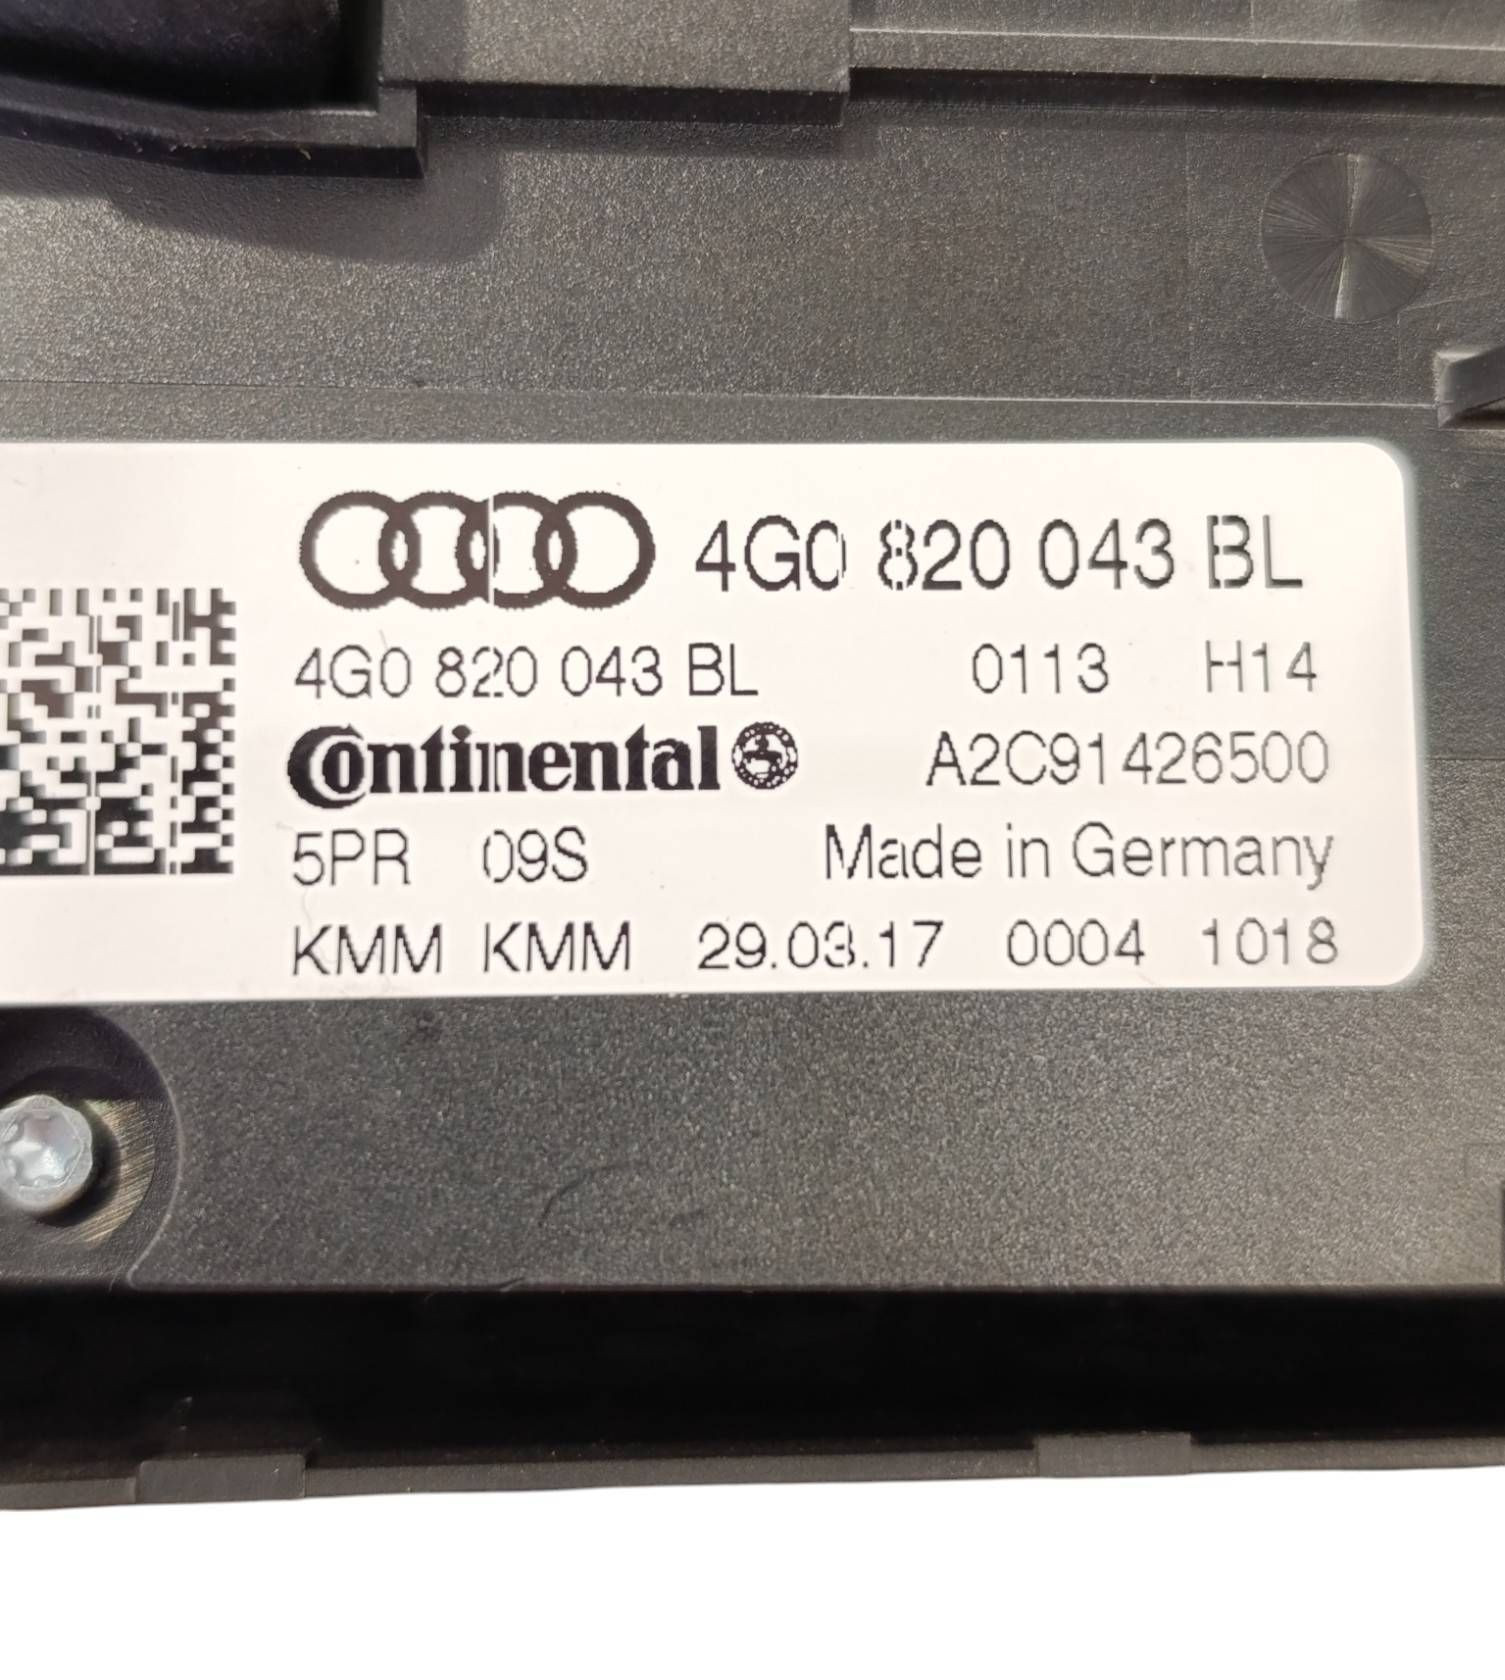 4G0 820 043 BL
4G0 820 043 BL 0113 H14
Continental A2C91426500
5PR 09S Made in Germany
KMM KMM 29.03.17 0004 1018